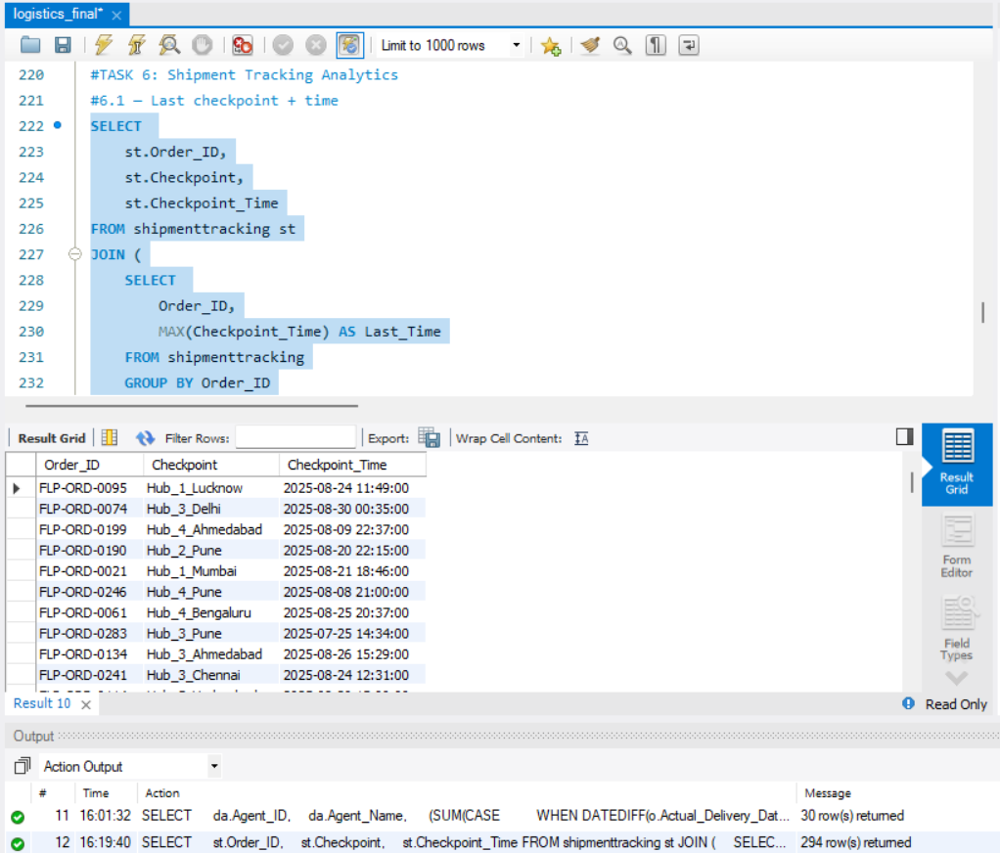 logistics_final*
Limit to 1000 rows
220 #TASK 6: Shipment Tracking Analytics
221 #6.1 – Last checkpoint + time
222 SELECT
223 st.Order_ID,
224 st.Checkpoint,
225 st.Checkpoint_Time
226 FROM shipmenttracking st
227 JOIN (
228 SELECT
229 Order_ID,
230 MAX(Checkpoint_Time) AS Last_Time
231 FROM shipmenttracking
232 GROUP BY Order_ID
Result Grid Filter Rows: Export: Wrap Cell Content:
Order_ID Checkpoint Checkpoint_Time
FLP-ORD-0095 Hub_1_Lucknow 2025-08-24 11:49:00
FLP-ORD-0074 Hub_3_Delhi 2025-08-30 00:35:00
FLP-ORD-0199 Hub_4_Ahmedabad 2025-08-09 22:37:00
FLP-ORD-0190 Hub_2_Pune 2025-08-20 22:15:00
FLP-ORD-0021 Hub_1_Mumbai 2025-08-21 18:46:00
FLP-ORD-0246 Hub_4_Pune 2025-08-08 21:00:00
FLP-ORD-0061 Hub_4_Bengaluru 2025-08-25 20:37:00
FLP-ORD-0283 Hub_3_Pune 2025-07-25 14:34:00
FLP-ORD-0134 Hub_3_Ahmedabad 2025-08-26 15:29:00
FLP-ORD-0241 Hub_3_Chennai 2025-08-24 12:31:00
Result
Grid
Form
Editor
Field
Types
Result 10 Read Only
Output
Action Output
# Time Action Message
11 16:01:32 SELECT da.Agent_ID, da.Agent_Name, (SUM(CASE WHEN DATEDIFF(o.Actual_Delivery_Dat... 30 row(s) returned
12 16:19:40 SELECT st.Order_ID, st.Checkpoint, st.Checkpoint_Time FROM shipmenttracking st JOIN ( SELEC... 294 row(s) returned